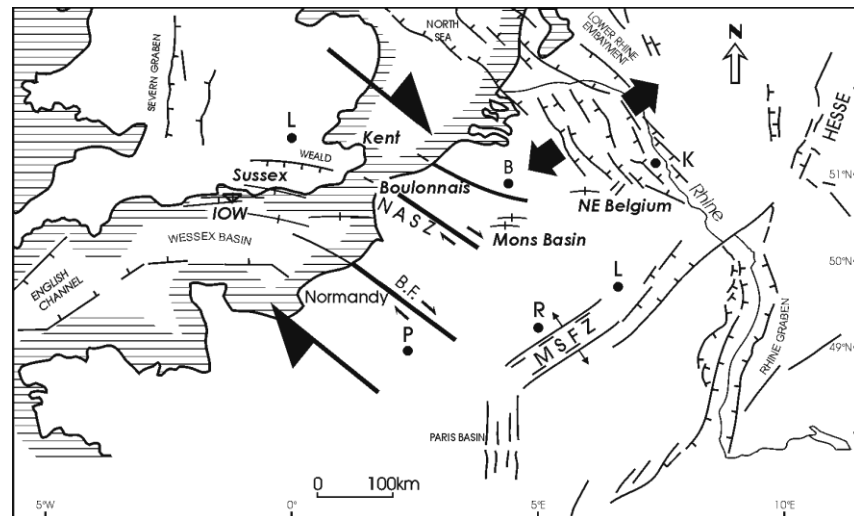 NORTH
SEA
LOWER RHINE
EMBAYMENT
N
SEVERN GRABEN
HESSE
L
Kent
WEALD
K
B
51°N
Sussex
Boulonnais
Rhine
NE Belgium
IOW
NASZ
Mons Basin
WESSEX BASIN
50°N
ENGLISH
CHANNEL
B.F.
Normandy
L
R
P
MSFZ
49°N
RHINE GRABEN
PARIS BASIN
0 100km
5°W
0°
5°E
10°E